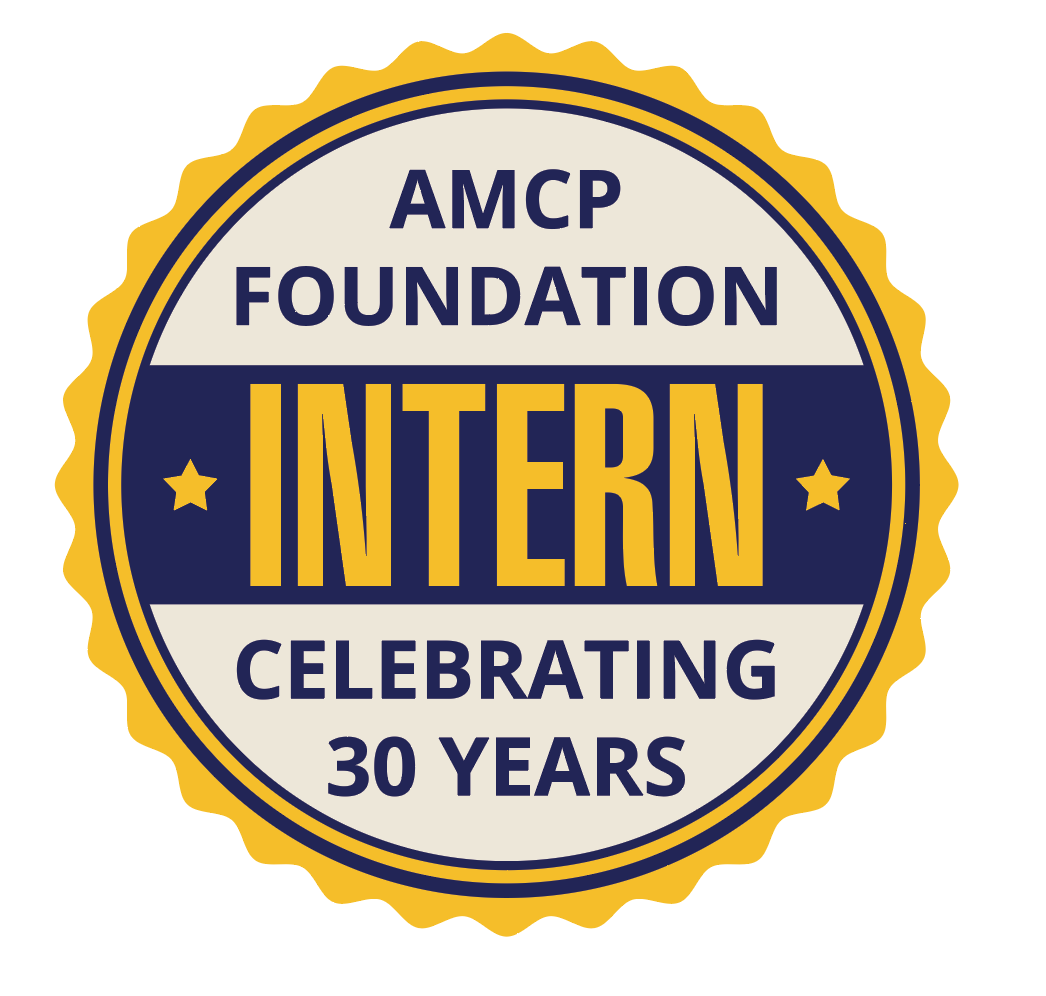 AMCP
FOUNDATION
INTERN
CELEBRATING
30 YEARS